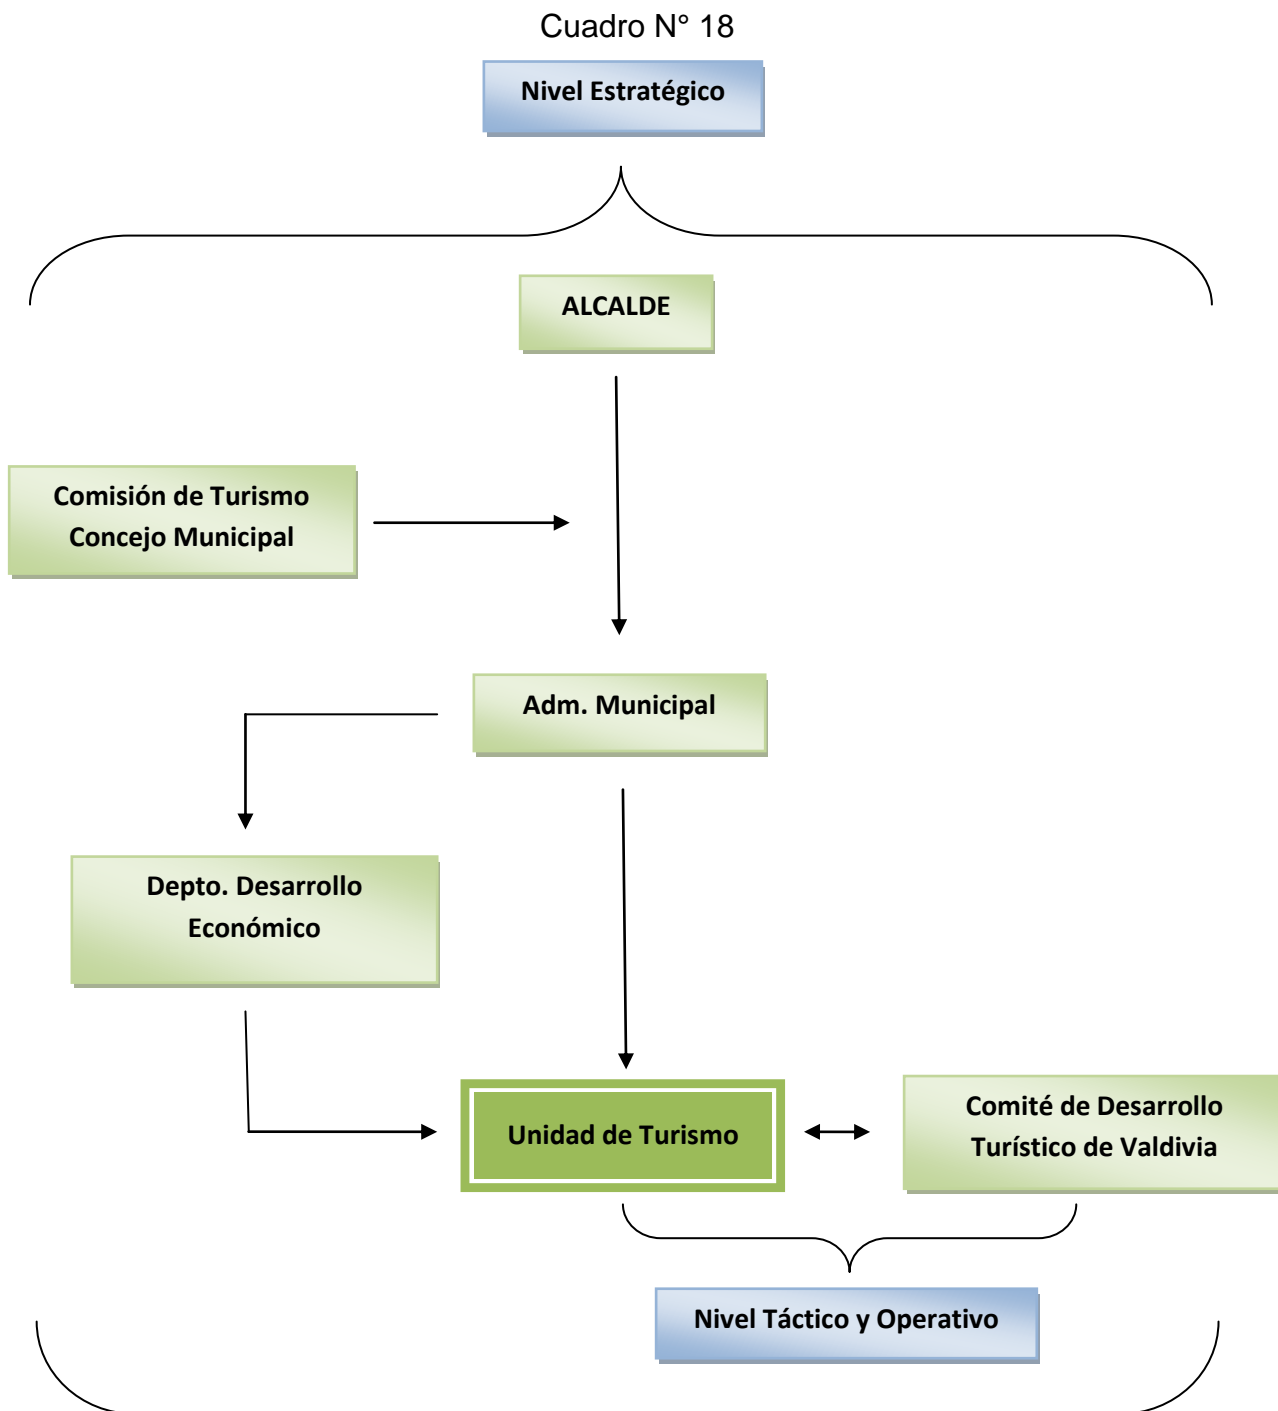 Cuadro N° 18
Nivel Estratégico
ALCALDE
Comisión de Turismo
Concejo Municipal
Adm. Municipal
Depto. Desarrollo
Económico
Unidad de Turismo
Comité de Desarrollo
Turístico de Valdivia
Nivel Táctico y Operativo